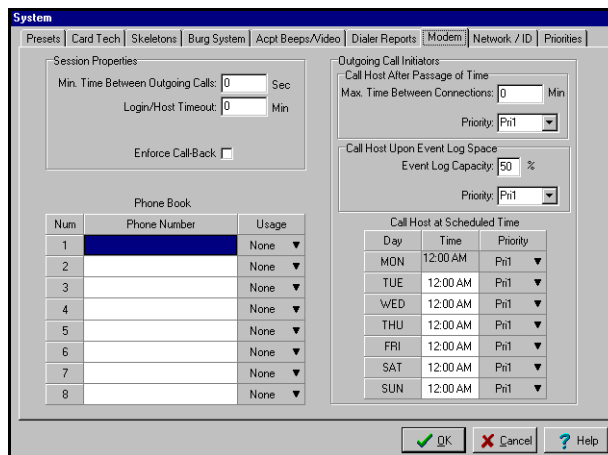 System
Presets Card Tech Skeletons Burg System Acpt Beeps/Video Dialer Reports Modem Network / ID Priorities
Session Properties
Min. Time Between Outgoing Calls: 0 Sec
Login/Host Timeout: 0 Min
Enforce Call-Back
Outgoing Call Initiators
Call Host After Passage of Time
Max. Time Between Connections: 0 Min
Priority: Pri1
Call Host Upon Event Log Space
Event Log Capacity: 50 %
Priority: Pri1
Phone Book
Num Phone Number Usage
1 None
2 None
3 None
4 None
5 None
6 None
7 None
8 None
Call Host at Scheduled Time
Day Time Priority
MON 12:00 AM Pri1
TUE 12:00 AM Pri1
WED 12:00 AM Pri1
THU 12:00 AM Pri1
FRI 12:00 AM Pri1
SAT 12:00 AM Pri1
SUN 12:00 AM Pri1
OK Cancel Help